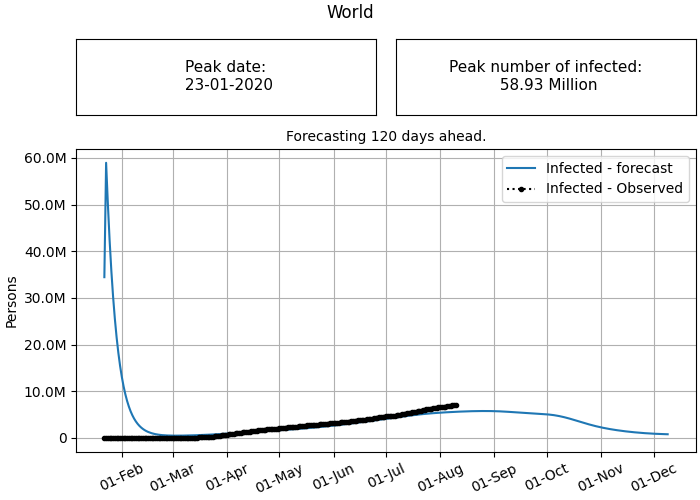 World
Peak date:
23-01-2020
Peak number of infected:
58.93 Million
Forecasting 120 days ahead.
60.0M
50.0M
40.0M
30.0M
20.0M
10.0M
0
Persons
Infected - forecast
Infected - Observed
01-Feb
01-Mar
01-Apr
01-May
01-Jun
01-Jul
01-Aug
01-Sep
01-Oct
01-Nov
01-Dec